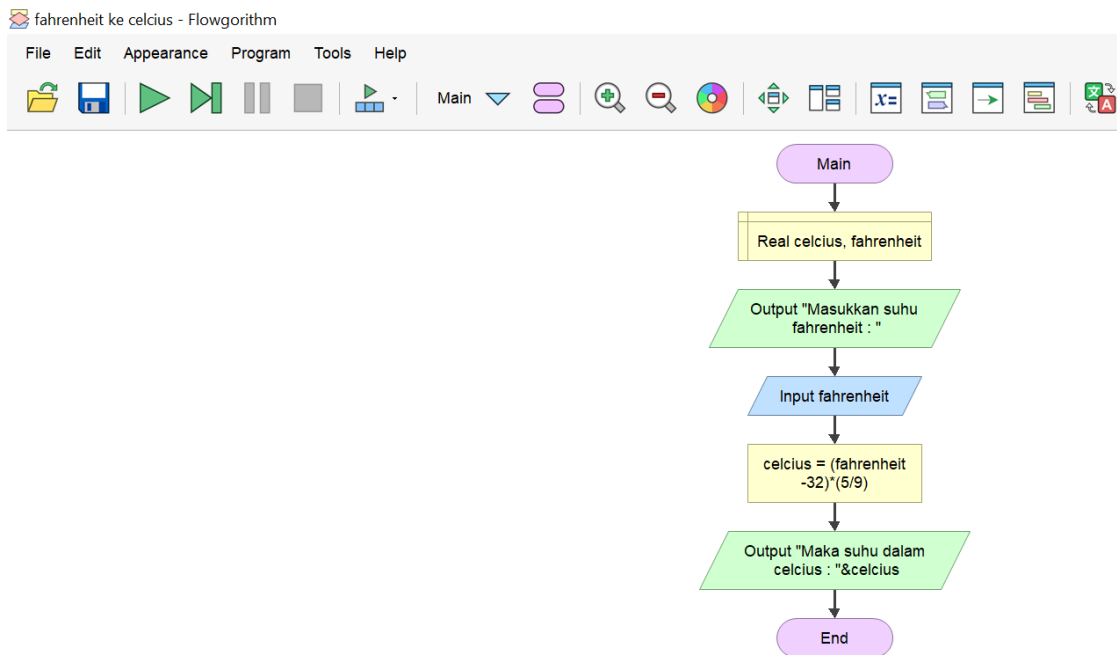 fahrenheit ke celcius - Flowgorithm
File Edit Appearance Program Tools Help
Main
x=
文
A
Main
Real celcius, fahrenheit
Output "Masukkan suhu
fahrenheit : "
Input fahrenheit
celcius = (fahrenheit
-32)*(5/9)
Output "Maka suhu dalam
celcius : "&celcius
End